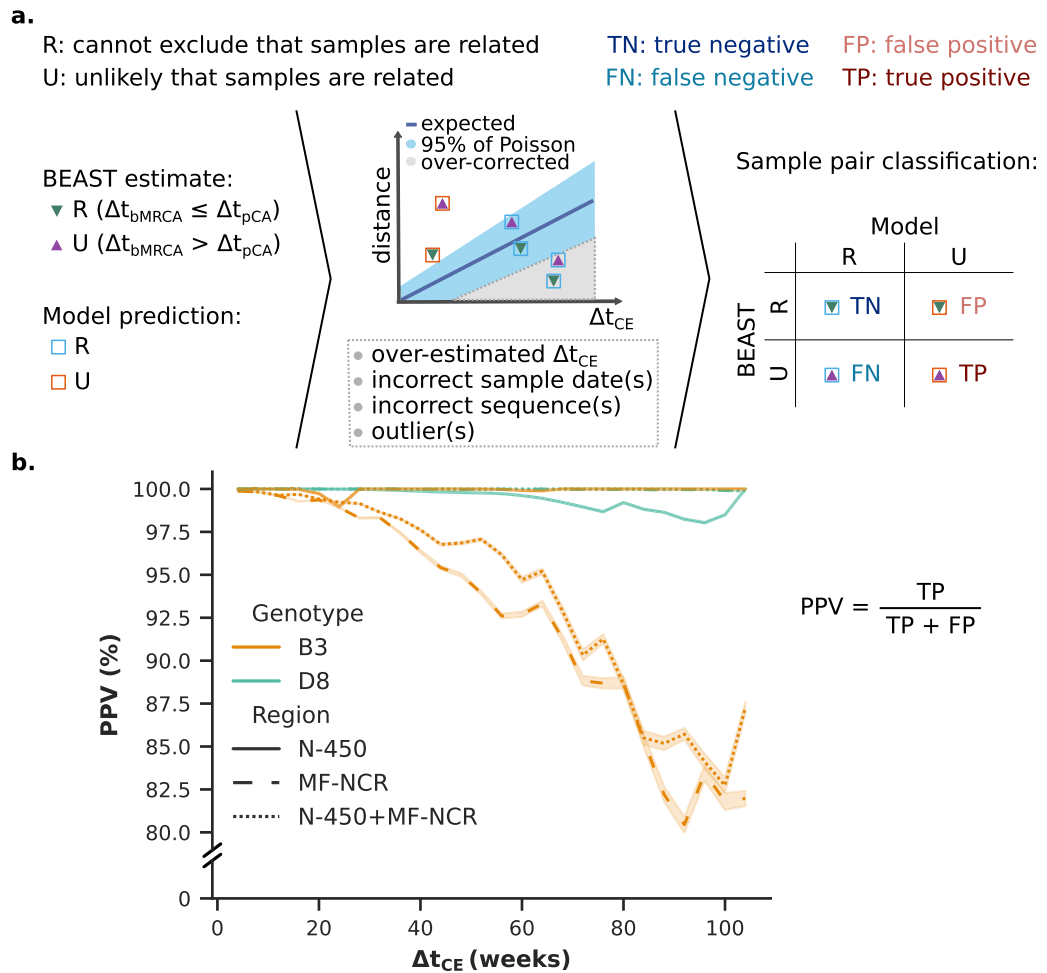 a.
R: cannot exclude that samples are related
U: unlikely that samples are related
TN: true negative
FP: false positive
FN: false negative
TP: true positive
BEAST estimate:
R (Δt_bMRCA ≤ Δt_pCA)
U (Δt_bMRCA > Δt_pCA)
Model prediction:
R
U
expected
95% of Poisson
over-corrected
distance
Δt_CE
over-estimated Δt_CE
incorrect sample date(s)
incorrect sequence(s)
outlier(s)
Sample pair classification:
Model
R U
BEAST
R TN FP
U FN TP
b.
100.0
97.5
95.0
92.5
90.0
87.5
85.0
82.5
80.0
0
PPV (%)
Genotype
B3
D8
Region
N-450
MF-NCR
N-450+MF-NCR
0 20 40 60 80 100
Δt_CE (weeks)
PPV = TP / TP + FP